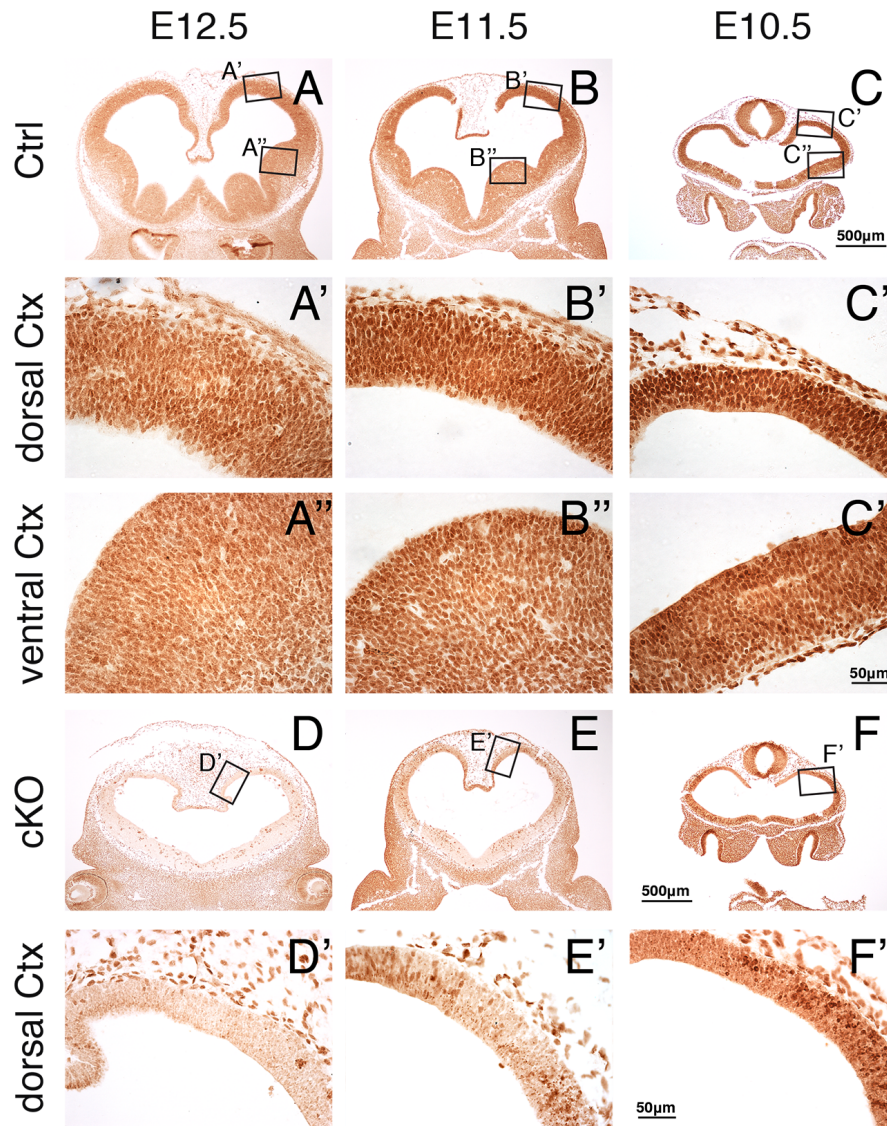 E12.5 E11.5 E10.5
Ctrl
A' A B' B C' C
A'' B'' C''
500µm
dorsal Ctx
A' B' C'
ventral Ctx
A'' B'' C'
50µm
cKO
D' D E' E F' F
500µm
dorsal Ctx
D' E' F'
50µm